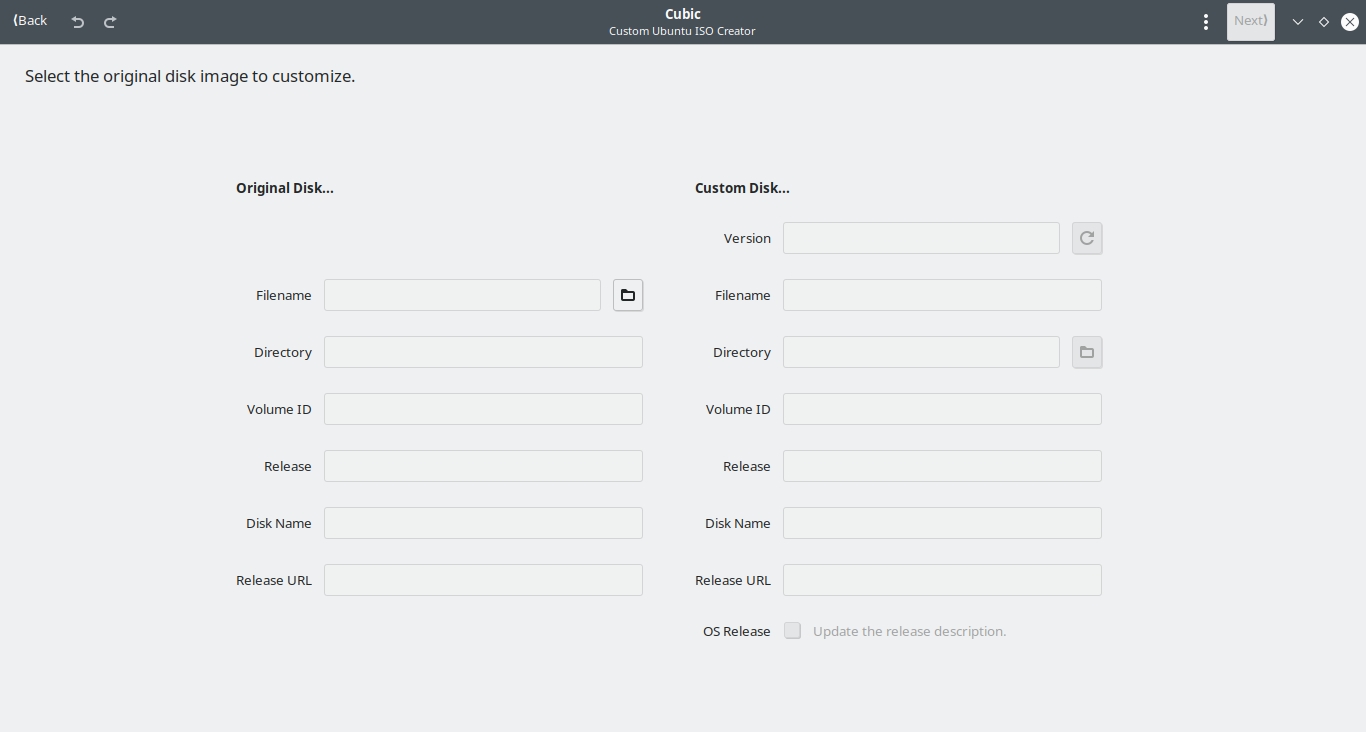 ⟨Back
Cubic
Custom Ubuntu ISO Creator
Next⟩
Select the original disk image to customize.
Original Disk...
Filename
Directory
Volume ID
Release
Disk Name
Release URL
Custom Disk...
Version
Filename
Directory
Volume ID
Release
Disk Name
Release URL
OS Release Update the release description.